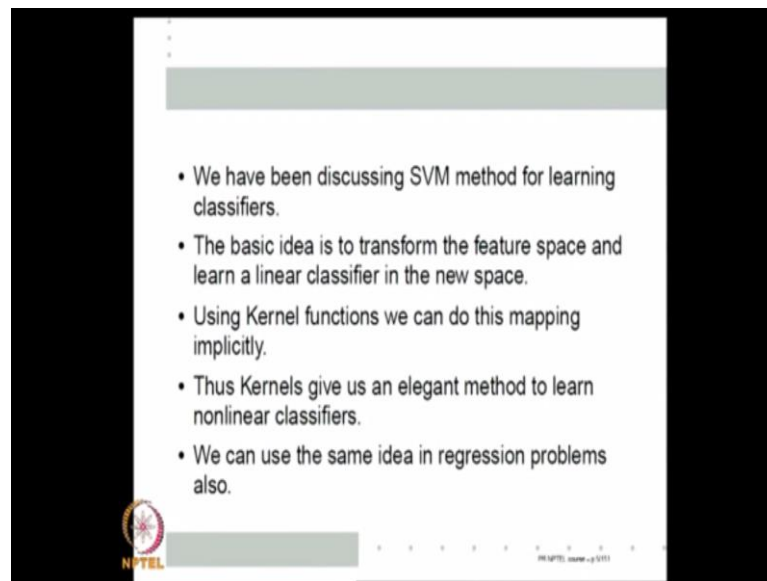 • We have been discussing SVM method for learning
classifiers.
• The basic idea is to transform the feature space and
learn a linear classifier in the new space.
• Using Kernel functions we can do this mapping
implicitly.
• Thus Kernels give us an elegant method to learn
nonlinear classifiers.
• We can use the same idea in regression problems
also.
NPTEL
PR NPTEL course